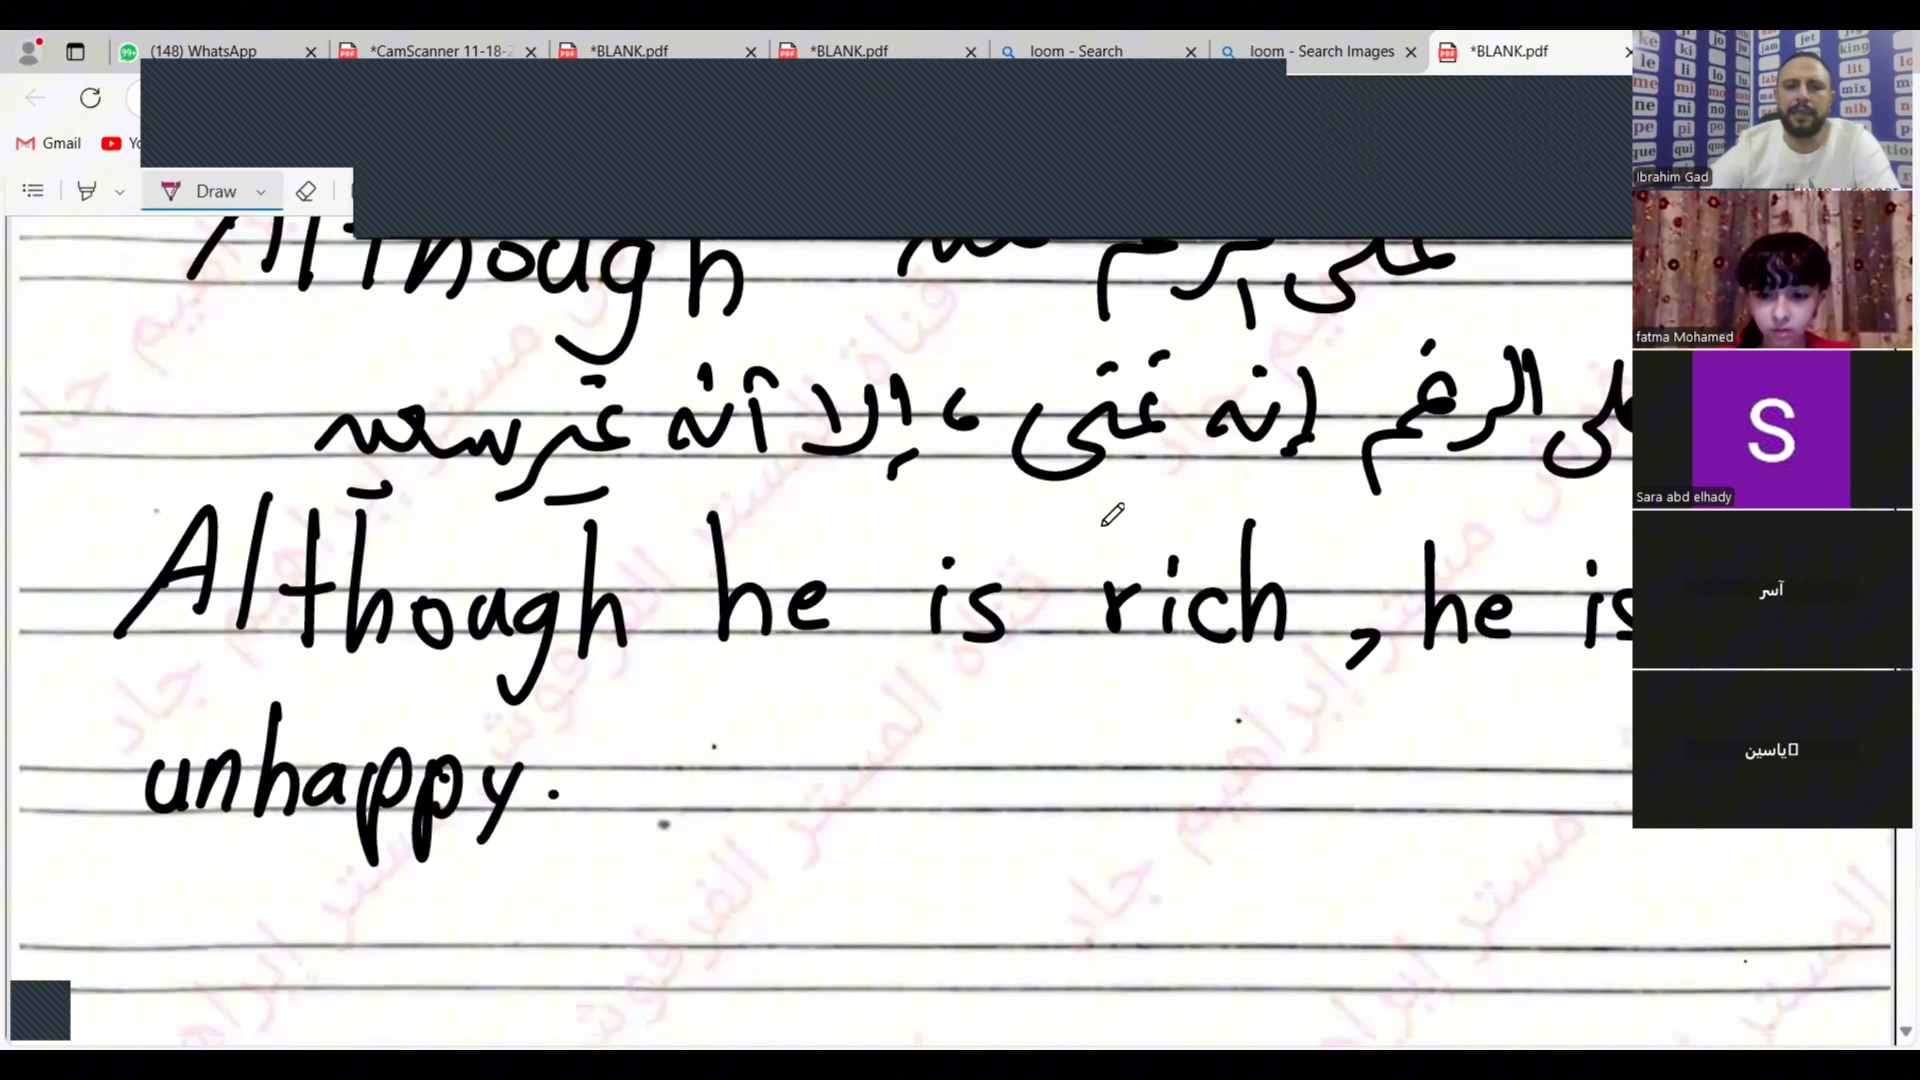 (148) WhatsApp
*CamScanner 11-18-2
*BLANK.pdf
*BLANK.pdf
loom - Search
loom - Search Images
*BLANK.pdf
Gmail
Draw
Although على الرغم
على الرغم إنه غنى، إلا أنه غير سعيد
Although he is rich, he is
unhappy.
Ibrahim Gad
fatma Mohamed
S
Sara abd elhady
آسر
ياسين